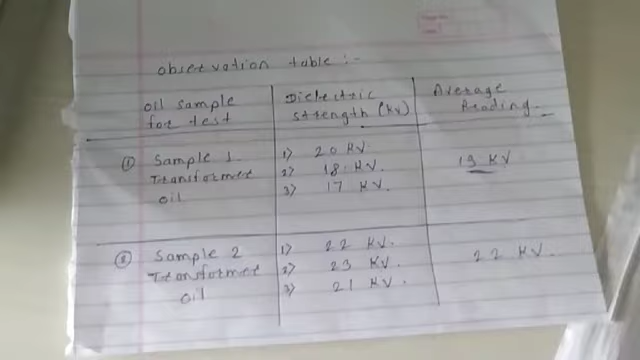 Observation table :-
Oil sample for test
Dielectric strength (KV)
Average Reading
① Sample 1 Transformer oil
1) 20 KV.
2) 18. KV.
3) 17 KV.
19 KV
② Sample 2 Transformer oil
1) 22 KV.
2) 23 KV.
3) 21 KV.
22 KV.